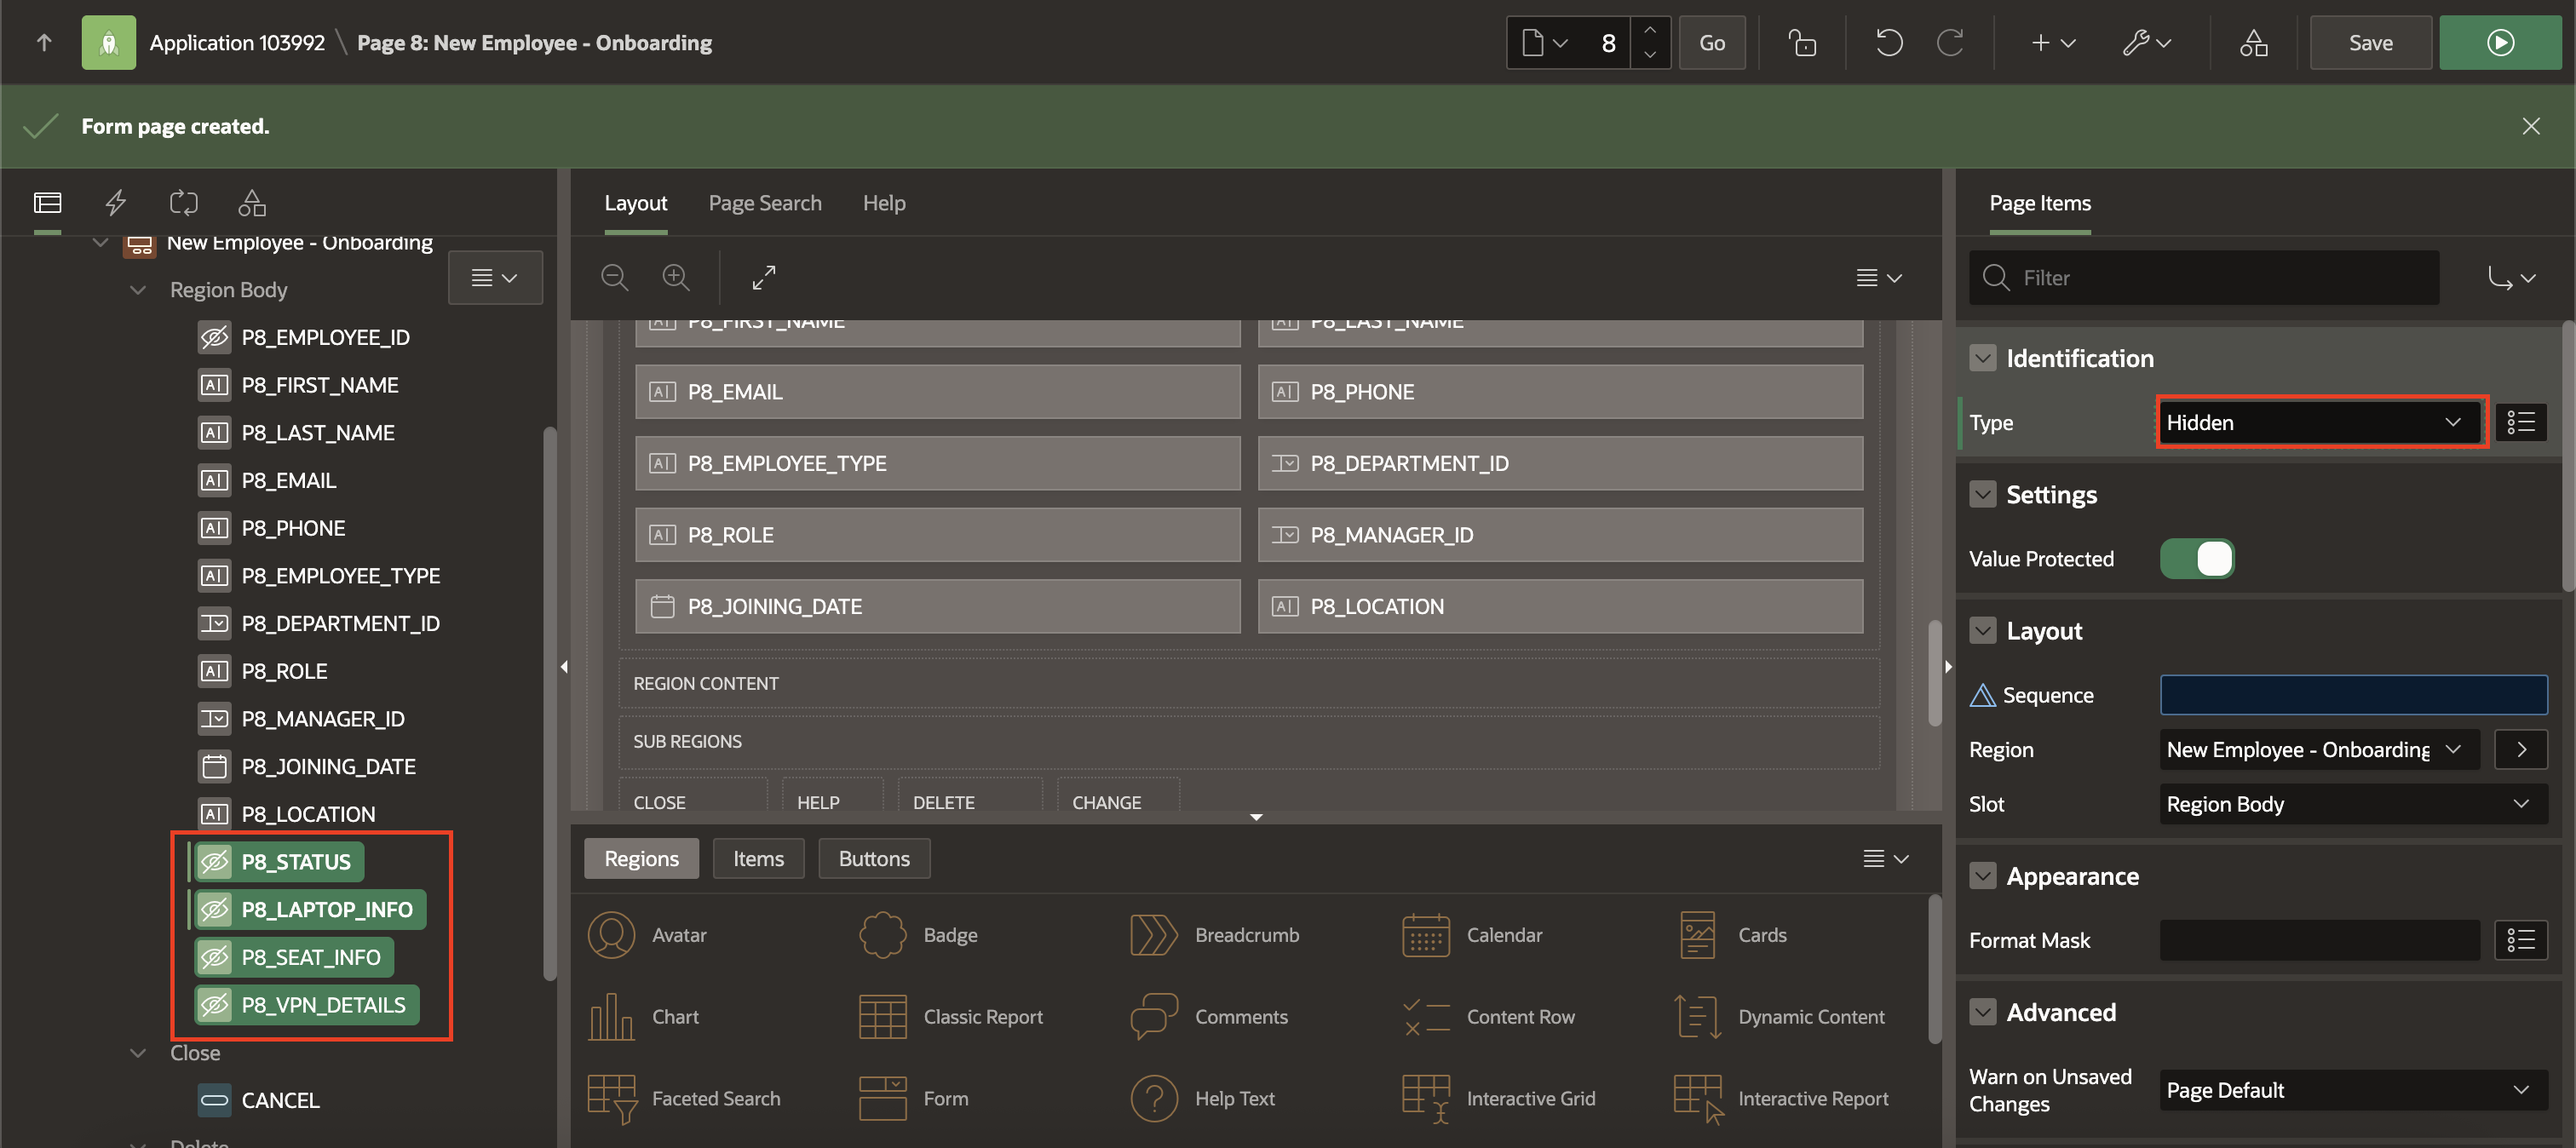 Application 103992 \ Page 8: New Employee - Onboarding
8
Go
Save
Form page created.
New Employee - Onboarding
Region Body
P8_EMPLOYEE_ID
P8_FIRST_NAME
P8_LAST_NAME
P8_EMAIL
P8_PHONE
P8_EMPLOYEE_TYPE
P8_DEPARTMENT_ID
P8_ROLE
P8_MANAGER_ID
P8_JOINING_DATE
P8_LOCATION
P8_STATUS
P8_LAPTOP_INFO
P8_SEAT_INFO
P8_VPN_DETAILS
Close
CANCEL
Delete
Layout Page Search Help
P8_FIRST_NAME P8_LAST_NAME
P8_EMAIL P8_PHONE
P8_EMPLOYEE_TYPE P8_DEPARTMENT_ID
P8_ROLE P8_MANAGER_ID
P8_JOINING_DATE P8_LOCATION
REGION CONTENT
SUB REGIONS
CLOSE HELP DELETE CHANGE
Regions Items Buttons
Avatar Badge Breadcrumb Calendar Cards
Chart Classic Report Comments Content Row Dynamic Content
Faceted Search Form Help Text Interactive Grid Interactive Report
Page Items
Filter
Identification
Type Hidden
Settings
Value Protected
Layout
Sequence
Region New Employee - Onboarding
Slot Region Body
Appearance
Format Mask
Advanced
Warn on Unsaved
Changes
Page Default